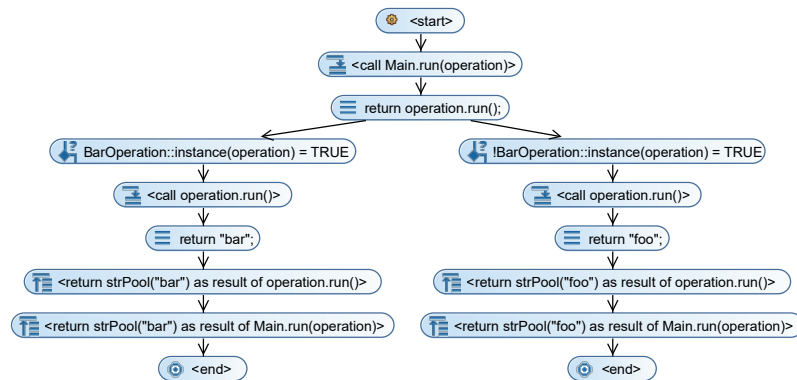 <start>
<call Main.run(operation)>
return operation.run();
BarOperation::instance(operation) = TRUE
!BarOperation::instance(operation) = TRUE
<call operation.run()>
<call operation.run()>
return "bar";
return "foo";
<return strPool("bar") as result of operation.run()>
<return strPool("foo") as result of operation.run()>
<return strPool("bar") as result of Main.run(operation)>
<return strPool("foo") as result of Main.run(operation)>
<end>
<end>